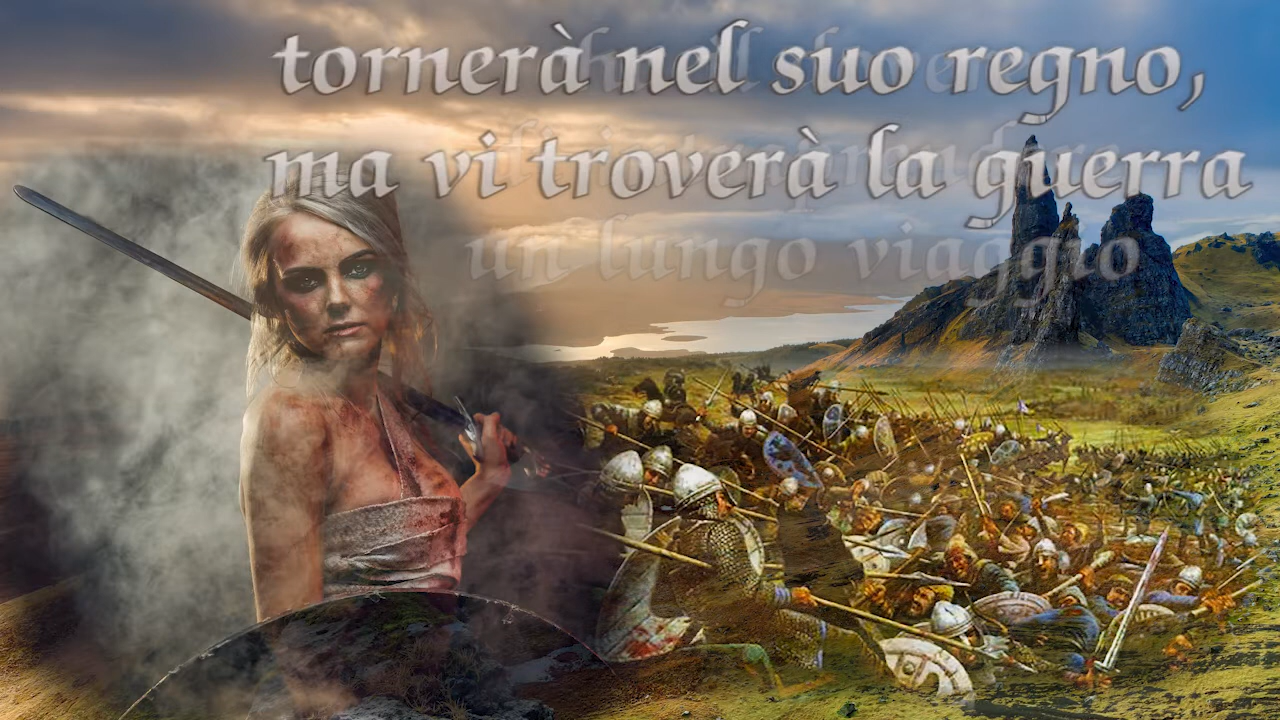 tornerà nel suo regno,
ma vi troverà la guerra
un lungo viaggio